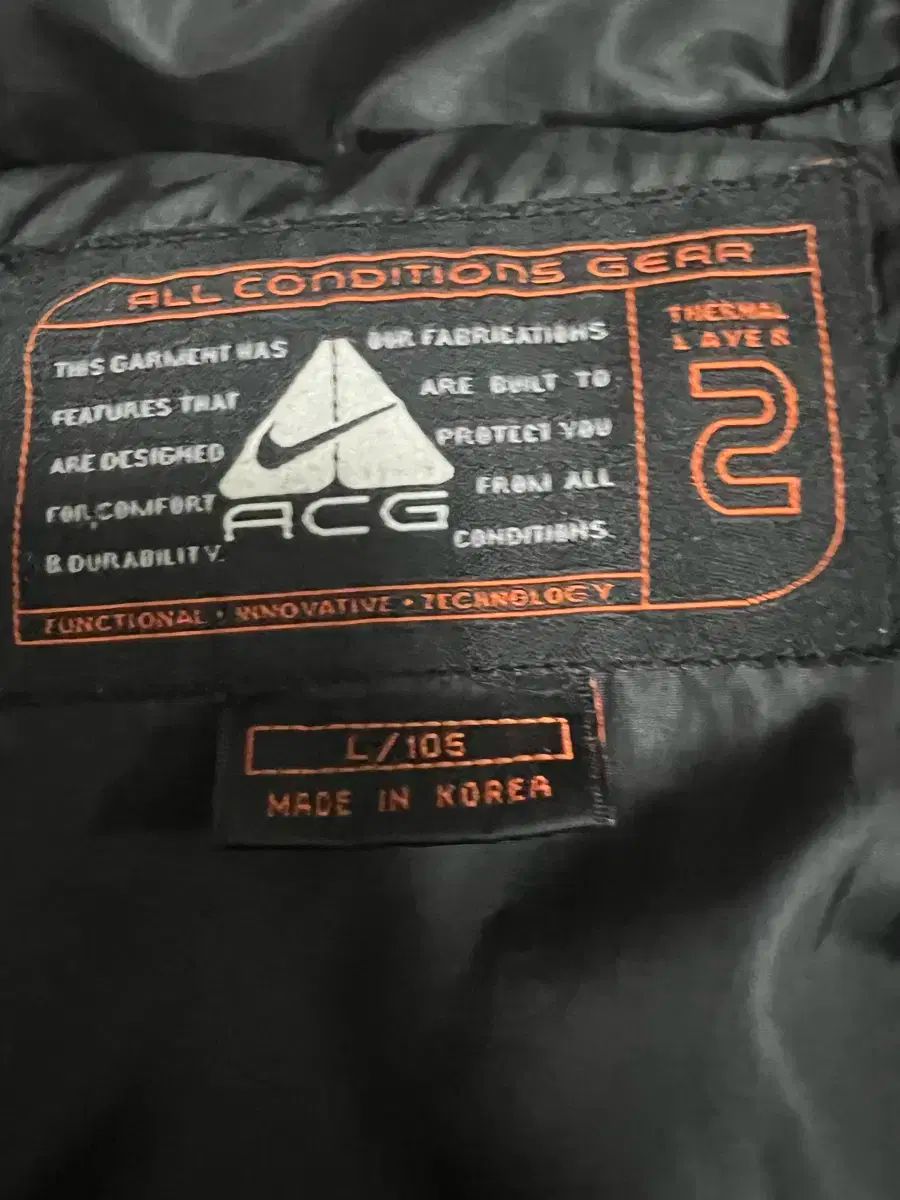 ALL CONDITIONS GEAR
THIS GARMENT HAS
FEATURES THAT
ARE DESIGNED
FOR COMFORT
& DURABILITY.
ACG
OUR FABRICATIONS
ARE BUILT TO
PROTECT YOU
FROM ALL
CONDITIONS.
THERMAL
LAYER
2
FUNCTIONAL • INNOVATIVE • TECHNOLOGY
L/105
MADE IN KOREA